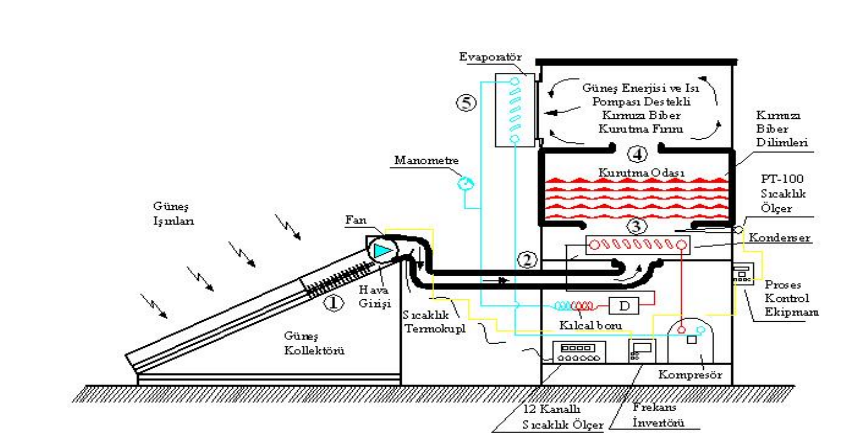 Evaporatör
5
Güneş Enerjisi ve Isı
Pompası Destekli
Kırmızı Biber
Kurutma Fırını
Kırmızı
Biber
Dilimleri
4
Manometre
Kurutma Odası
PT-100
Sıcaklık
Ölçer
Güneş
Işınları
Fan
3
Kondenser
2
1
Hava
Girişi
Sıcaklık
Termokupl
D
Kılcal boru
Proses
Kontrol
Ekipmanı
Güneş
Kollektörü
Kompresör
12 Kanallı
Sıcaklık Ölçer
Frekans
İnvertörü